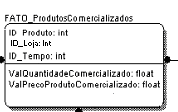 FATO_ProdutosComercializados
ID_Produto: int
ID_Loja: Int
ID_Tempo: int
ValQuantidadeComercializado: float
ValPrecoProdutoComercializado: float